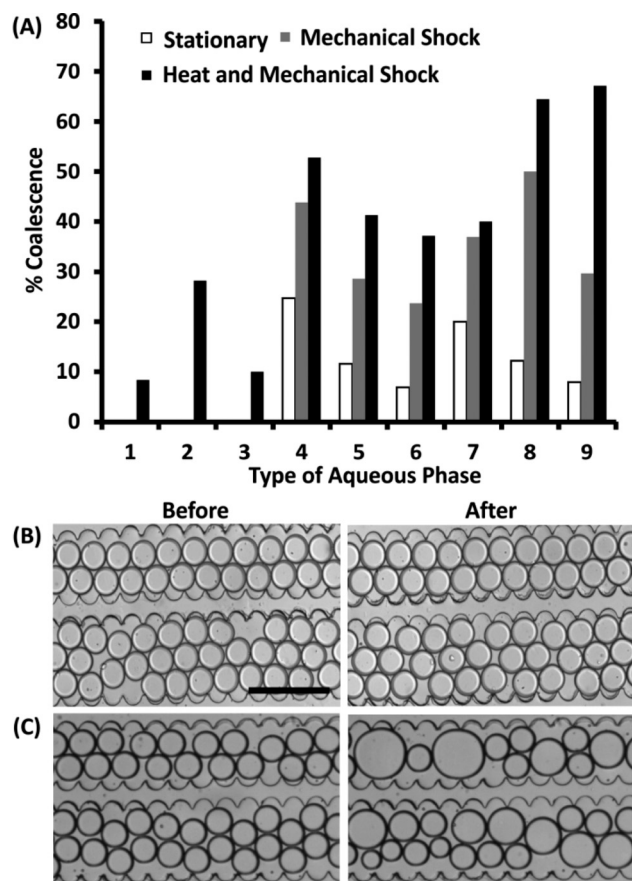 (A)
Stationary Mechanical Shock
Heat and Mechanical Shock
% Coalescence
80
70
60
50
40
30
20
10
0
1 2 3 4 5 6 7 8 9
Type of Aqueous Phase
Before After
(B)
(C)